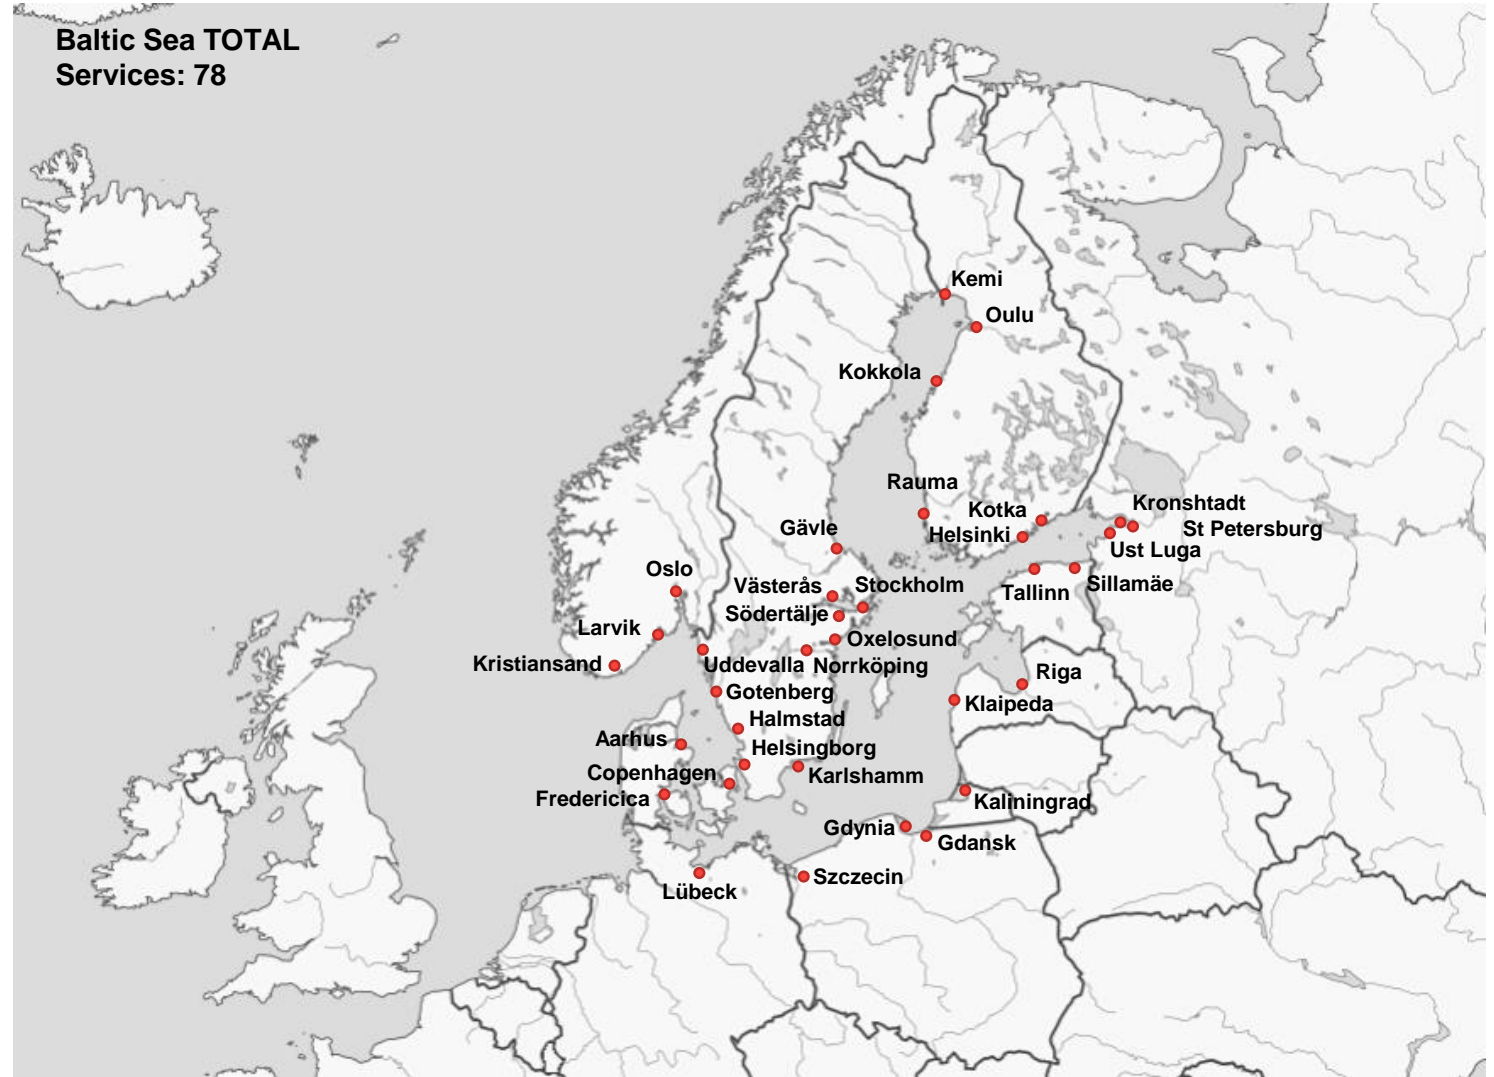 Baltic Sea TOTAL
Services: 78
Kemi
Oulu
Kokkola
Rauma
Kotka
Kronshtadt
St Petersburg
Helsinki
Gävle
Ust Luga
Oslo
Västerås
Stockholm
Tallinn
Sillamäe
Södertälje
Larvik
Oxelosund
Kristiansand
Uddevalla
Norrköping
Riga
Gotenberg
Klaipeda
Halmstad
Aarhus
Helsingborg
Copenhagen
Karlshamm
Fredericica
Kaliningrad
Gdynia
Gdansk
Szczecin
Lübeck